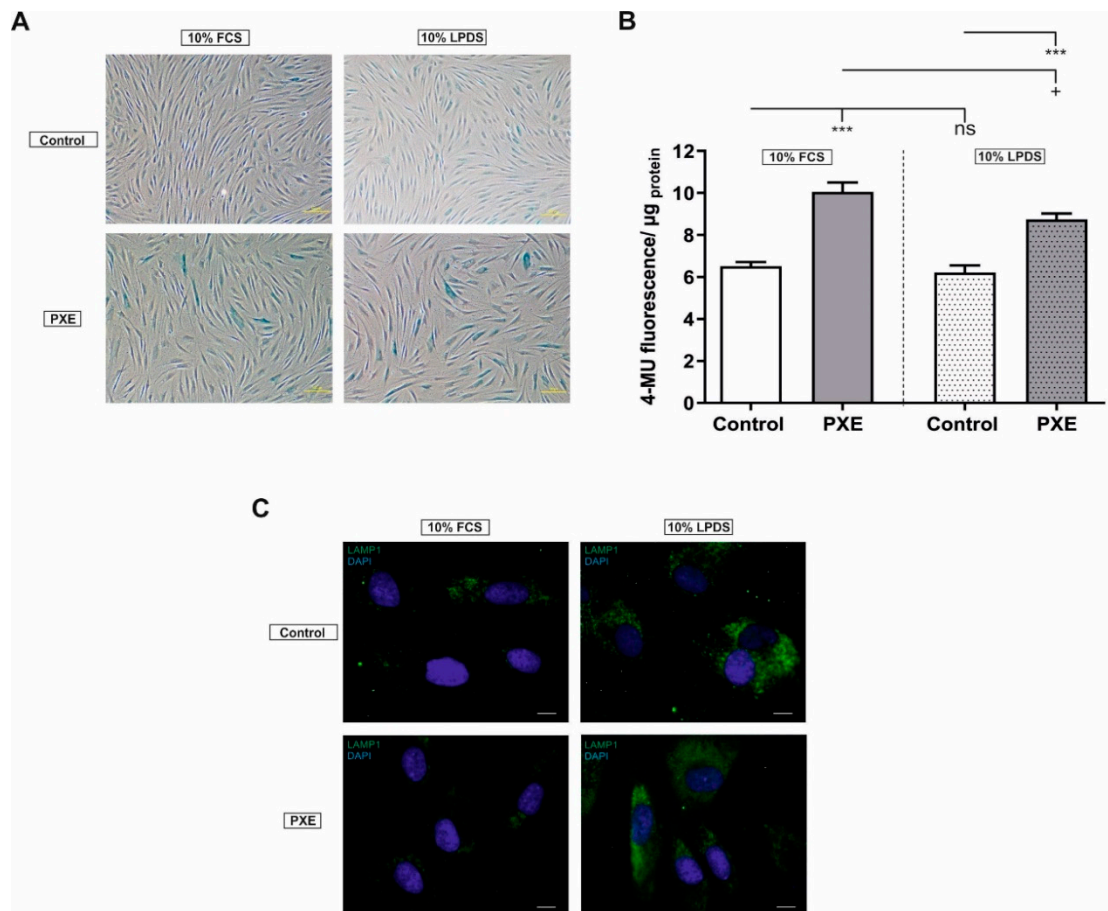 A
10% FCS
10% LPDS
Control
PXE
B
***
+
*** ns
10% FCS
10% LPDS
4-MU fluorescence/ µg protein
12
10
8
6
4
2
0
Control PXE Control PXE
C
10% FCS
10% LPDS
Control
LAMP1
DAPI
LAMP1
DAPI
PXE
LAMP1
DAPI
LAMP1
DAPI